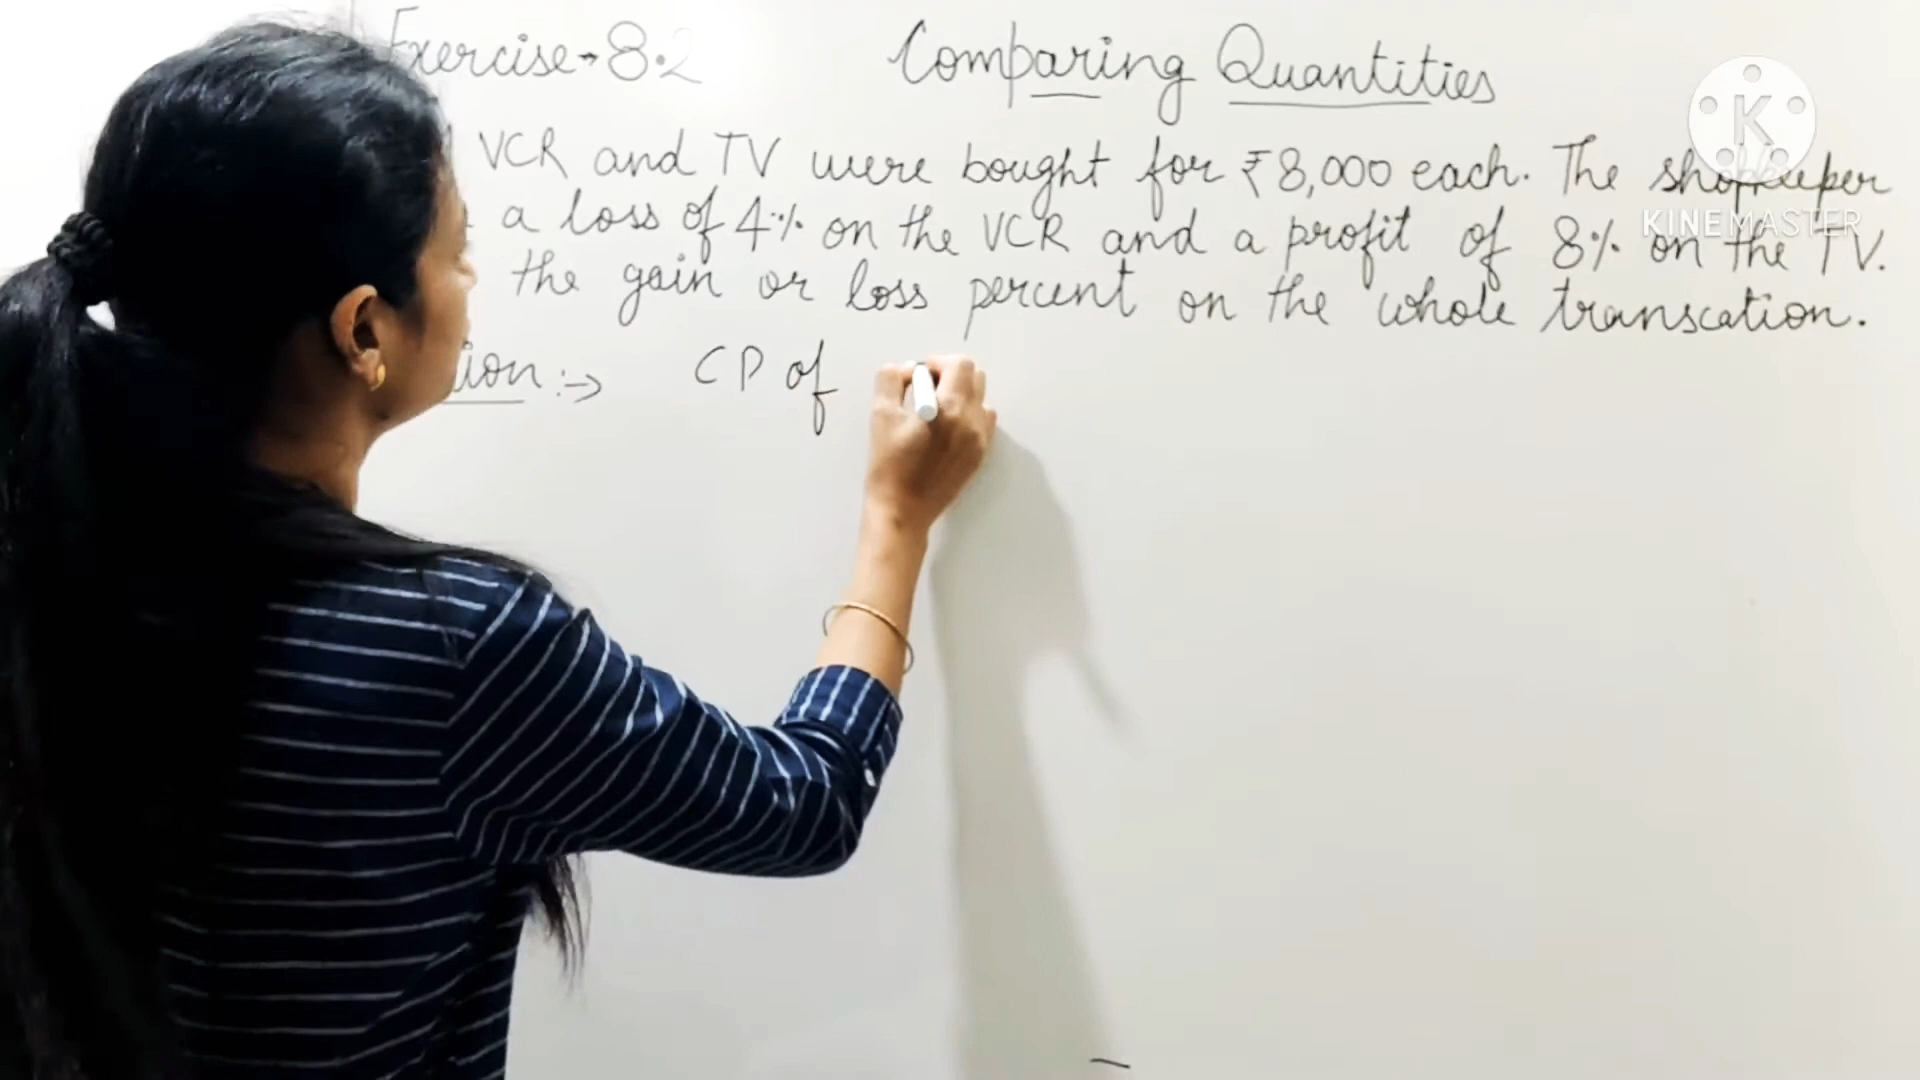 Exercise→8.2 Comparing Quantities
VCR and TV were bought for ₹8,000 each. The shopkeeper
a loss of 4% on the VCR and a profit of 8% on the TV.
the gain or loss percent on the whole transcation.
ion :→ CP of
K
KINEMASTER